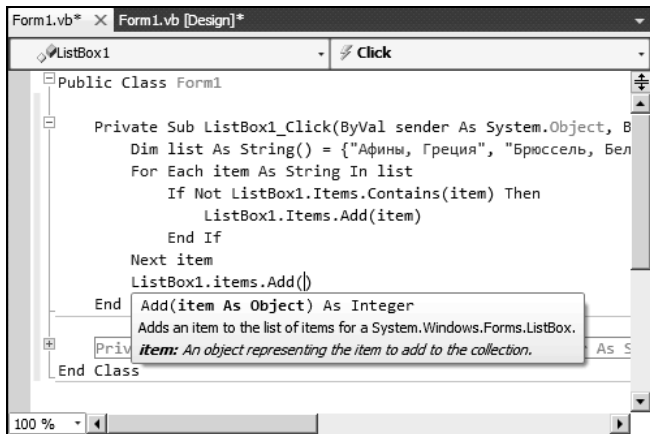 Form1.vb* Form1.vb [Design]*
ListBox1 Click
Public Class Form1
Private Sub ListBox1_Click(ByVal sender As System.Object, B
Dim list As String() = {"Афины, Греция", "Брюссель, Бел
For Each item As String In list
If Not ListBox1.Items.Contains(item) Then
ListBox1.Items.Add(item)
End If
Next item
ListBox1.items.Add()
End
Add(item As Object) As Integer
Adds an item to the list of items for a System.Windows.Forms.ListBox.
item: An object representing the item to add to the collection.
Priv As S
End Class
100 %